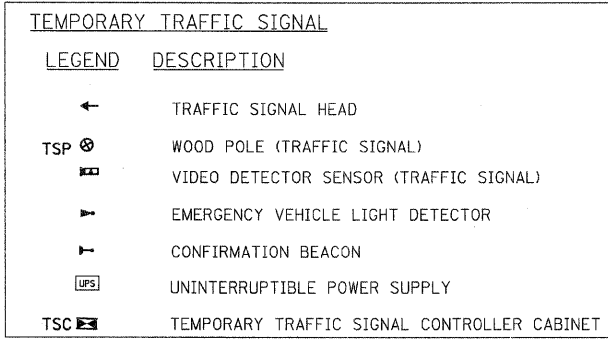 TEMPORARY TRAFFIC SIGNAL
LEGEND DESCRIPTION
TRAFFIC SIGNAL HEAD
TSP WOOD POLE (TRAFFIC SIGNAL)
VIDEO DETECTOR SENSOR (TRAFFIC SIGNAL)
EMERGENCY VEHICLE LIGHT DETECTOR
CONFIRMATION BEACON
UPS UNINTERRUPTIBLE POWER SUPPLY
TSC TEMPORARY TRAFFIC SIGNAL CONTROLLER CABINET